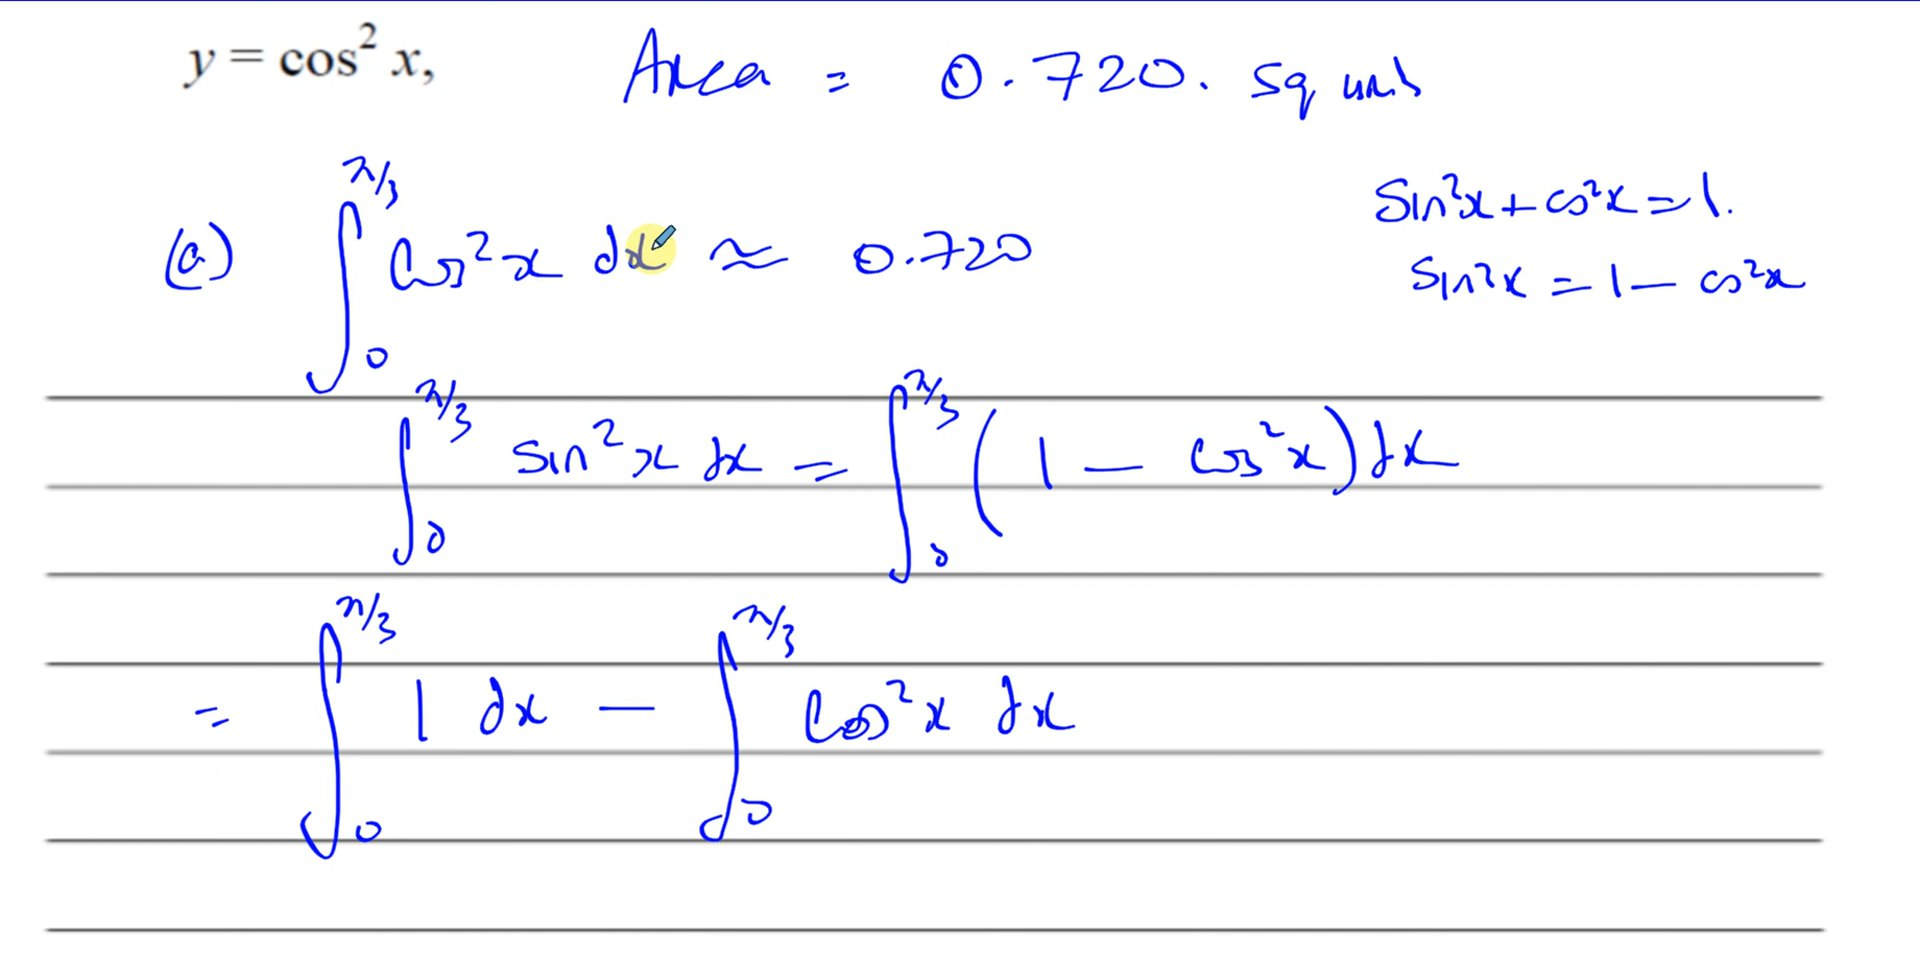 y = cos² x, Area = 0.720. sq units
sin²x + cos²x = 1.
(a) ∫₀^π/3 Cos²x dx ≈ 0.720
sin²x = 1 − cos²x
∫₀^π/3 sin²x dx = ∫₀^π/3 (1 − cos²x) dx
= ∫₀^π/3 1 dx − ∫₀^π/3 Cos²x dx